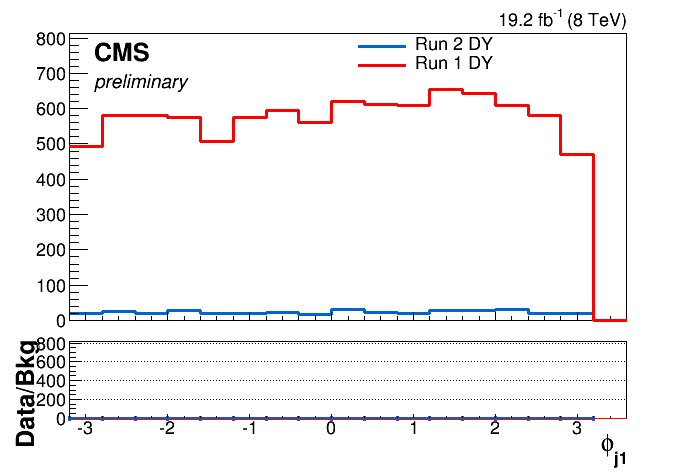 19.2 fb-1 (8 TeV)
CMS
preliminary
Run 2 DY
Run 1 DY
800
700
600
500
400
300
200
100
0
Data/Bkg
800
600
400
200
0
-3 -2 -1 0 1 2 3
ϕj1